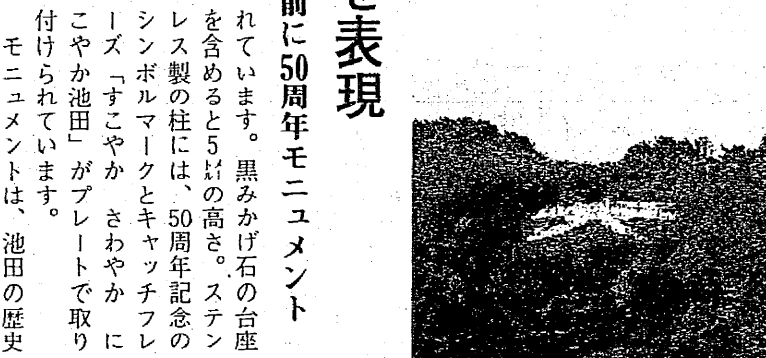 を表現
前に50周年モニュメント
れています。黒みかげ石の台座
を含めると5メートルの高さ。ステン
レス製の柱には、50周年記念の
シンボルマークとキャッチフレ
ーズ「すこやか さわやか に
こやか池田」がプレートで取り
付けられています。
モニュメントは、池田の歴史